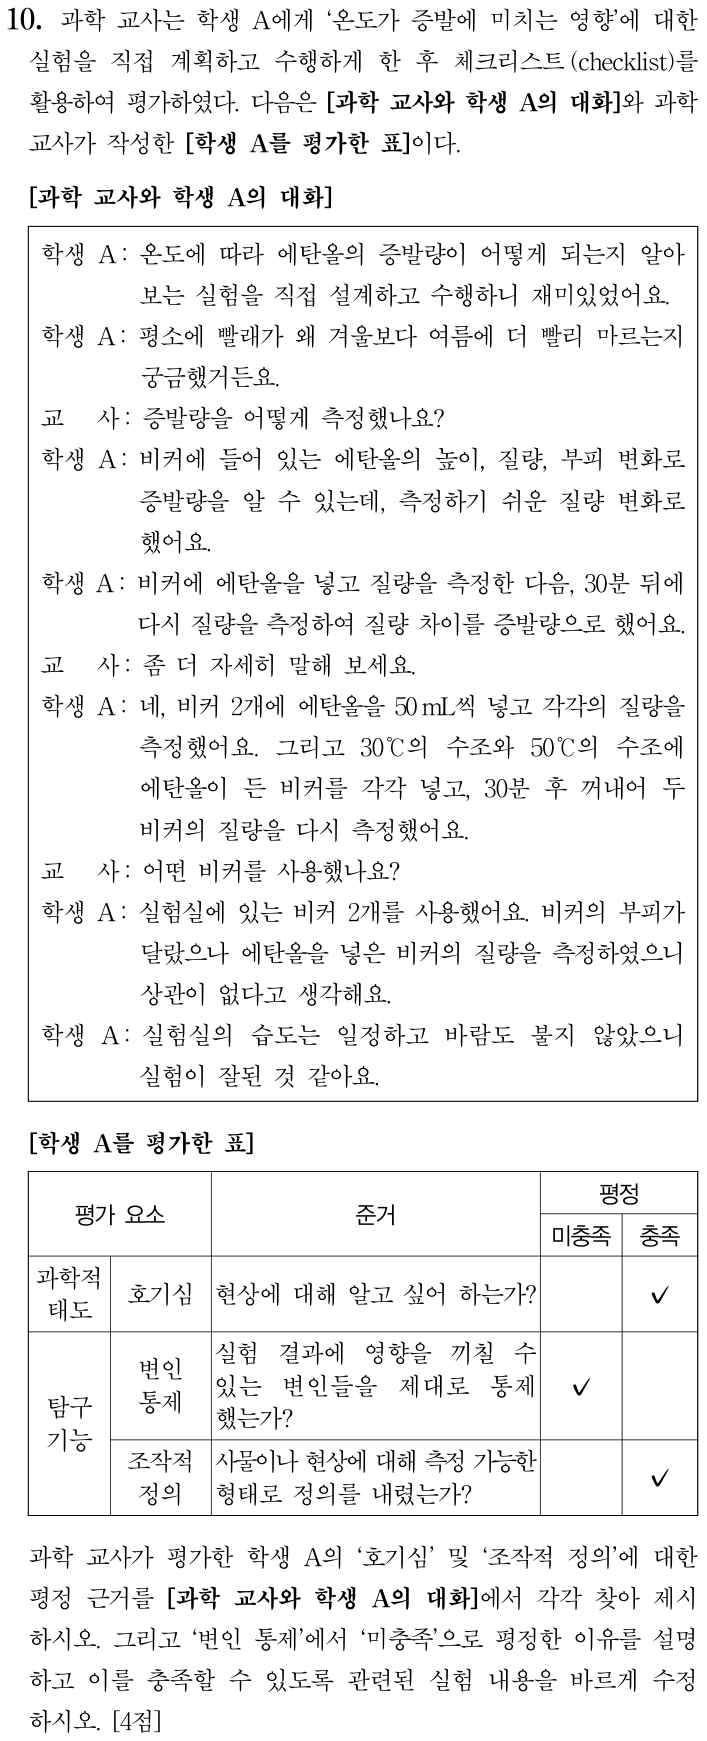 10. 과학 교사는 학생 A에게 '온도가 증발에 미치는 영향'에 대한
실험을 직접 계획하고 수행하게 한 후 체크리스트(checklist)를
활용하여 평가하였다. 다음은 [과학 교사와 학생 A의 대화]와 과학
교사가 작성한 [학생 A를 평가한 표]이다.
[과학 교사와 학생 A의 대화]
학생 A: 온도에 따라 에탄올의 증발량이 어떻게 되는지 알아
보는 실험을 직접 설계하고 수행하니 재미있었어요.
학생 A: 평소에 빨래가 왜 겨울보다 여름에 더 빨리 마르는지
궁금했거든요.
교 사: 증발량을 어떻게 측정했나요?
학생 A: 비커에 들어 있는 에탄올의 높이, 질량, 부피 변화로
증발량을 알 수 있는데, 측정하기 쉬운 질량 변화로
했어요.
학생 A: 비커에 에탄올을 넣고 질량을 측정한 다음, 30분 뒤에
다시 질량을 측정하여 질량 차이를 증발량으로 했어요.
교 사: 좀 더 자세히 말해 보세요.
학생 A: 네, 비커 2개에 에탄올을 50mL씩 넣고 각각의 질량을
측정했어요. 그리고 30℃의 수조와 50℃의 수조에
에탄올이 든 비커를 각각 넣고, 30분 후 꺼내어 두
비커의 질량을 다시 측정했어요.
교 사: 어떤 비커를 사용했나요?
학생 A: 실험실에 있는 비커 2개를 사용했어요. 비커의 부피가
달랐으나 에탄올을 넣은 비커의 질량을 측정하였으니
상관이 없다고 생각해요.
학생 A: 실험실의 습도는 일정하고 바람도 불지 않았으니
실험이 잘된 것 같아요.
[학생 A를 평가한 표]
평가 요소 준거 평정
미충족 충족
과학적
태도
호기심 현상에 대해 알고 싶어 하는가? ✓
탐구
기능
변인
통제
실험 결과에 영향을 끼칠 수
있는 변인들을 제대로 통제
했는가?
✓
조작적
정의
사물이나 현상에 대해 측정 가능한
형태로 정의를 내렸는가?
✓
과학 교사가 평가한 학생 A의 '호기심' 및 '조작적 정의'에 대한
평정 근거를 [과학 교사와 학생 A의 대화]에서 각각 찾아 제시
하시오. 그리고 '변인 통제'에서 '미충족'으로 평정한 이유를 설명
하고 이를 충족할 수 있도록 관련된 실험 내용을 바르게 수정
하시오. [4점]